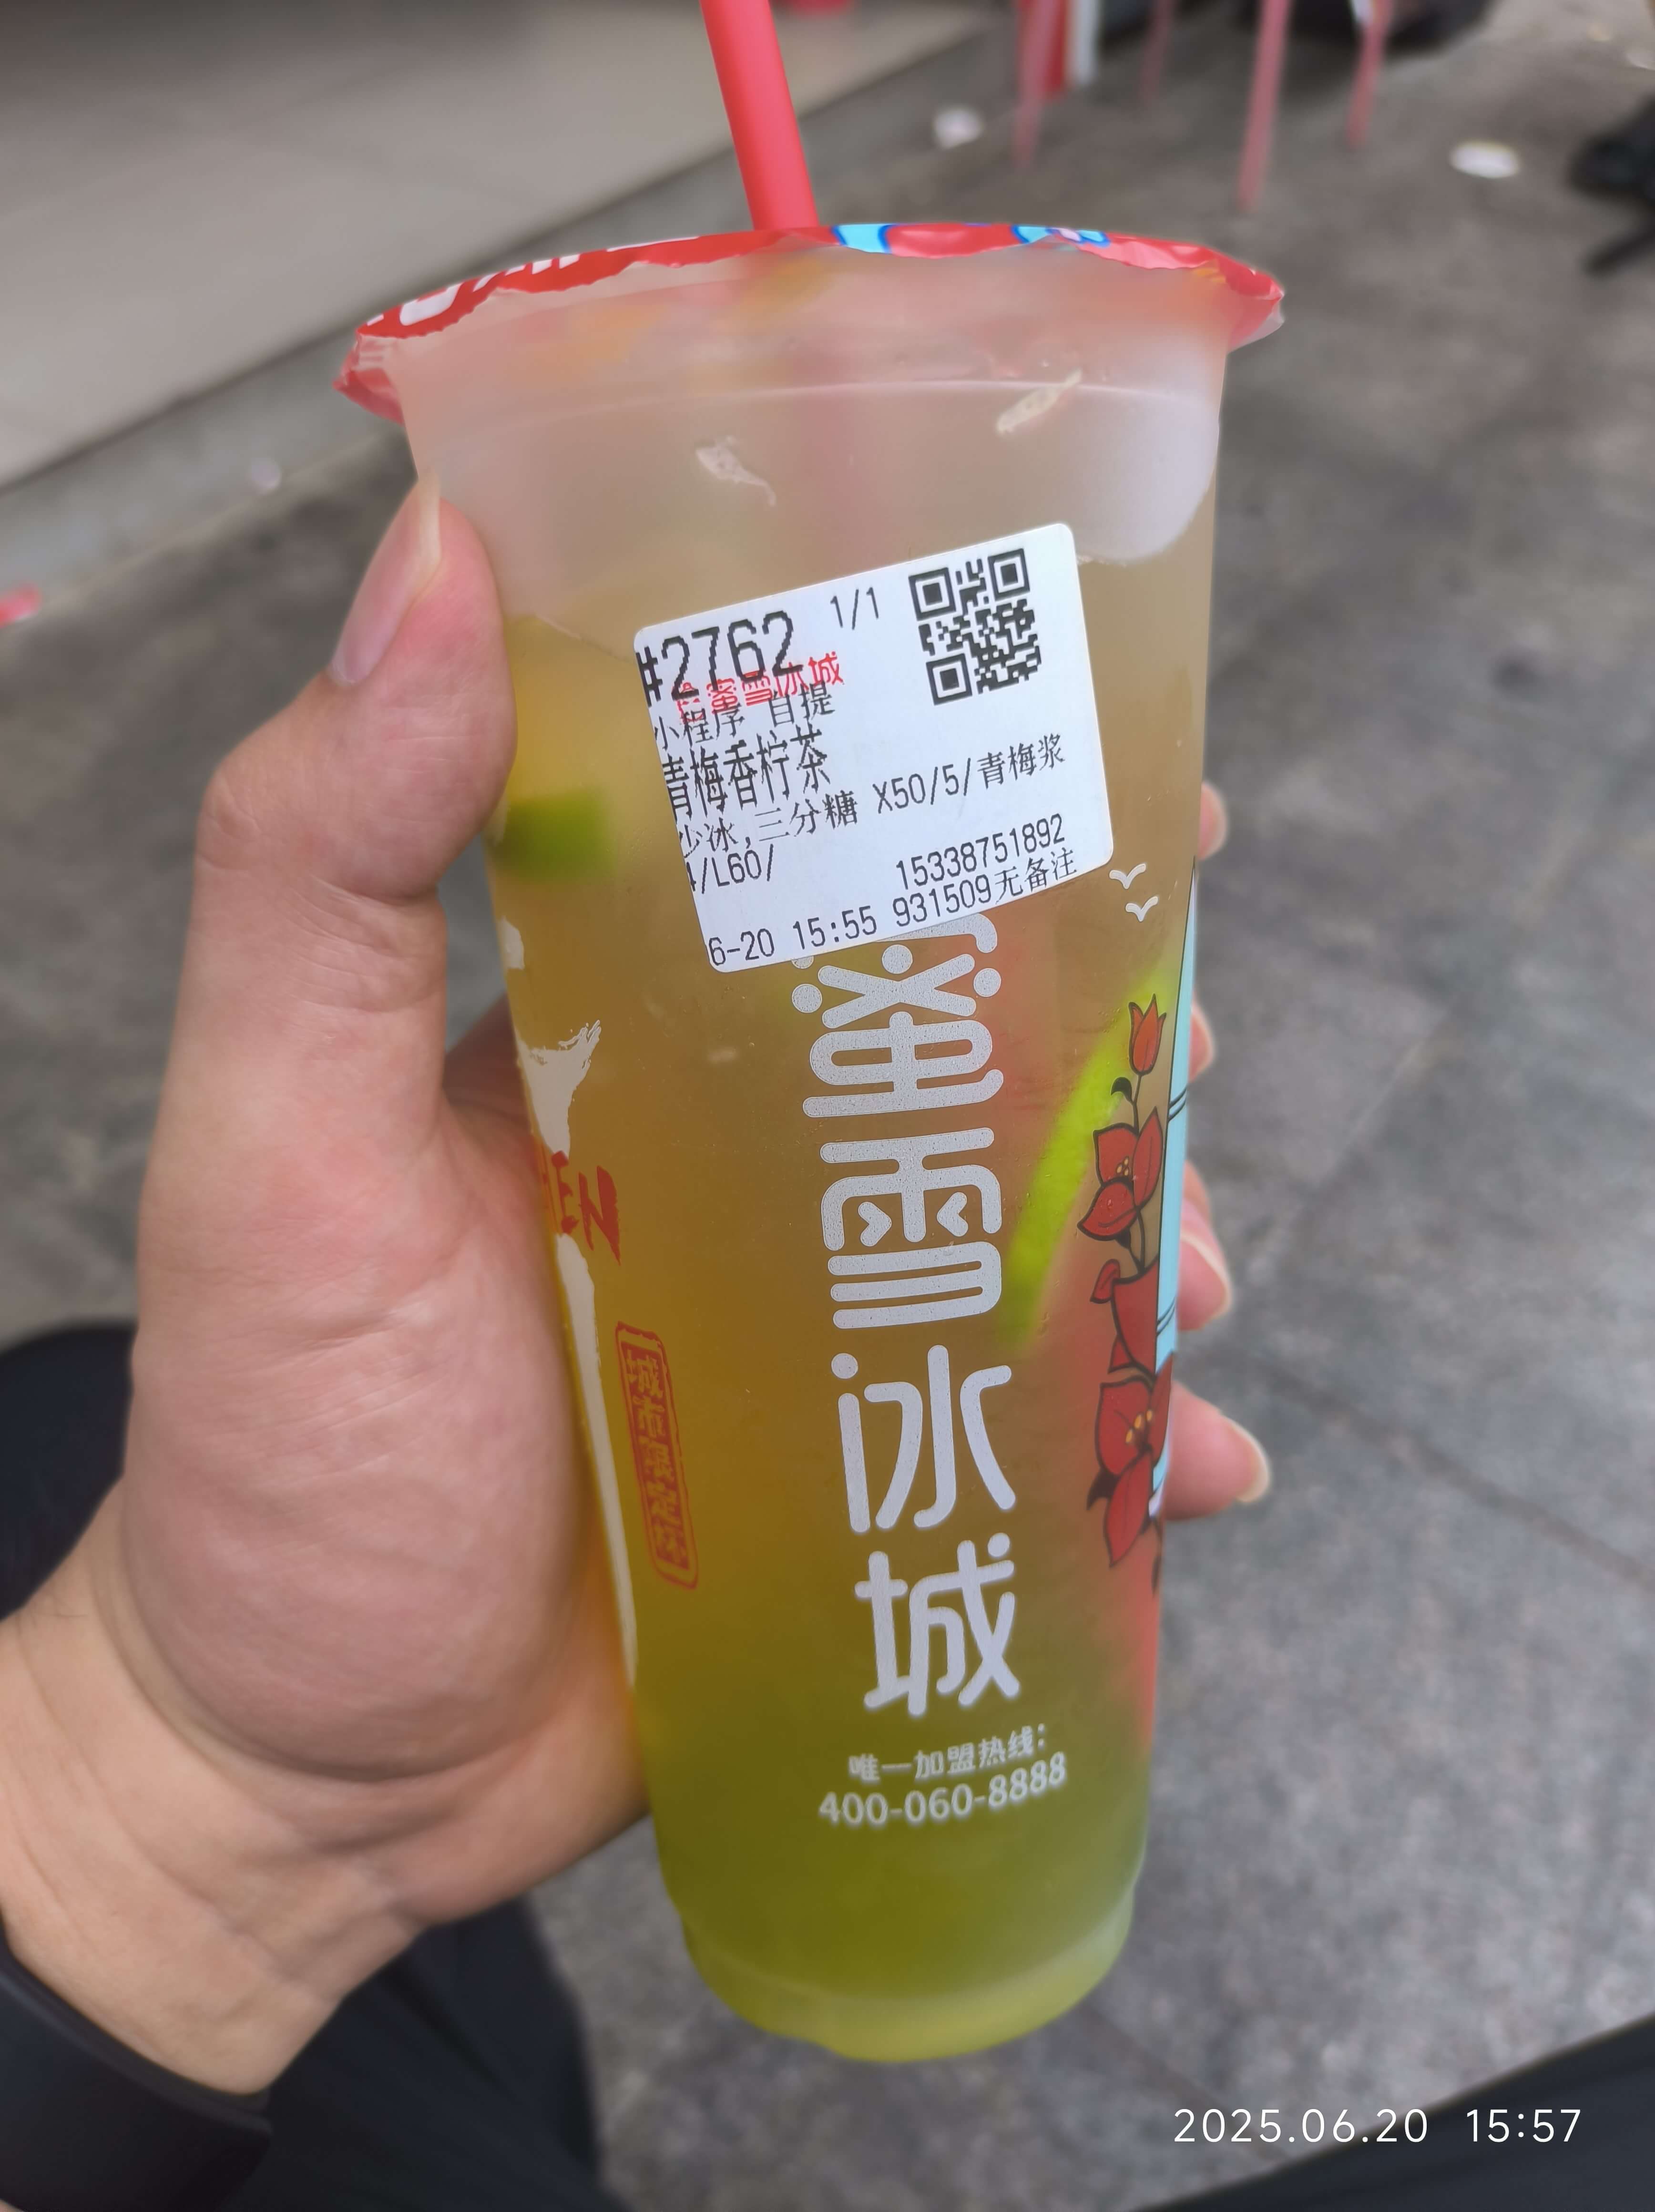 #2762 1/1
蜜雪冰城
小程序 自提
青梅香柠茶
少冰,三分糖 X50/5/青梅浆
/L60/
15338751892
6-20 15:55 931509无备注
蜜
雪
冰
城
唯一加盟热线:
400-060-8888
2025.06.20 15:57